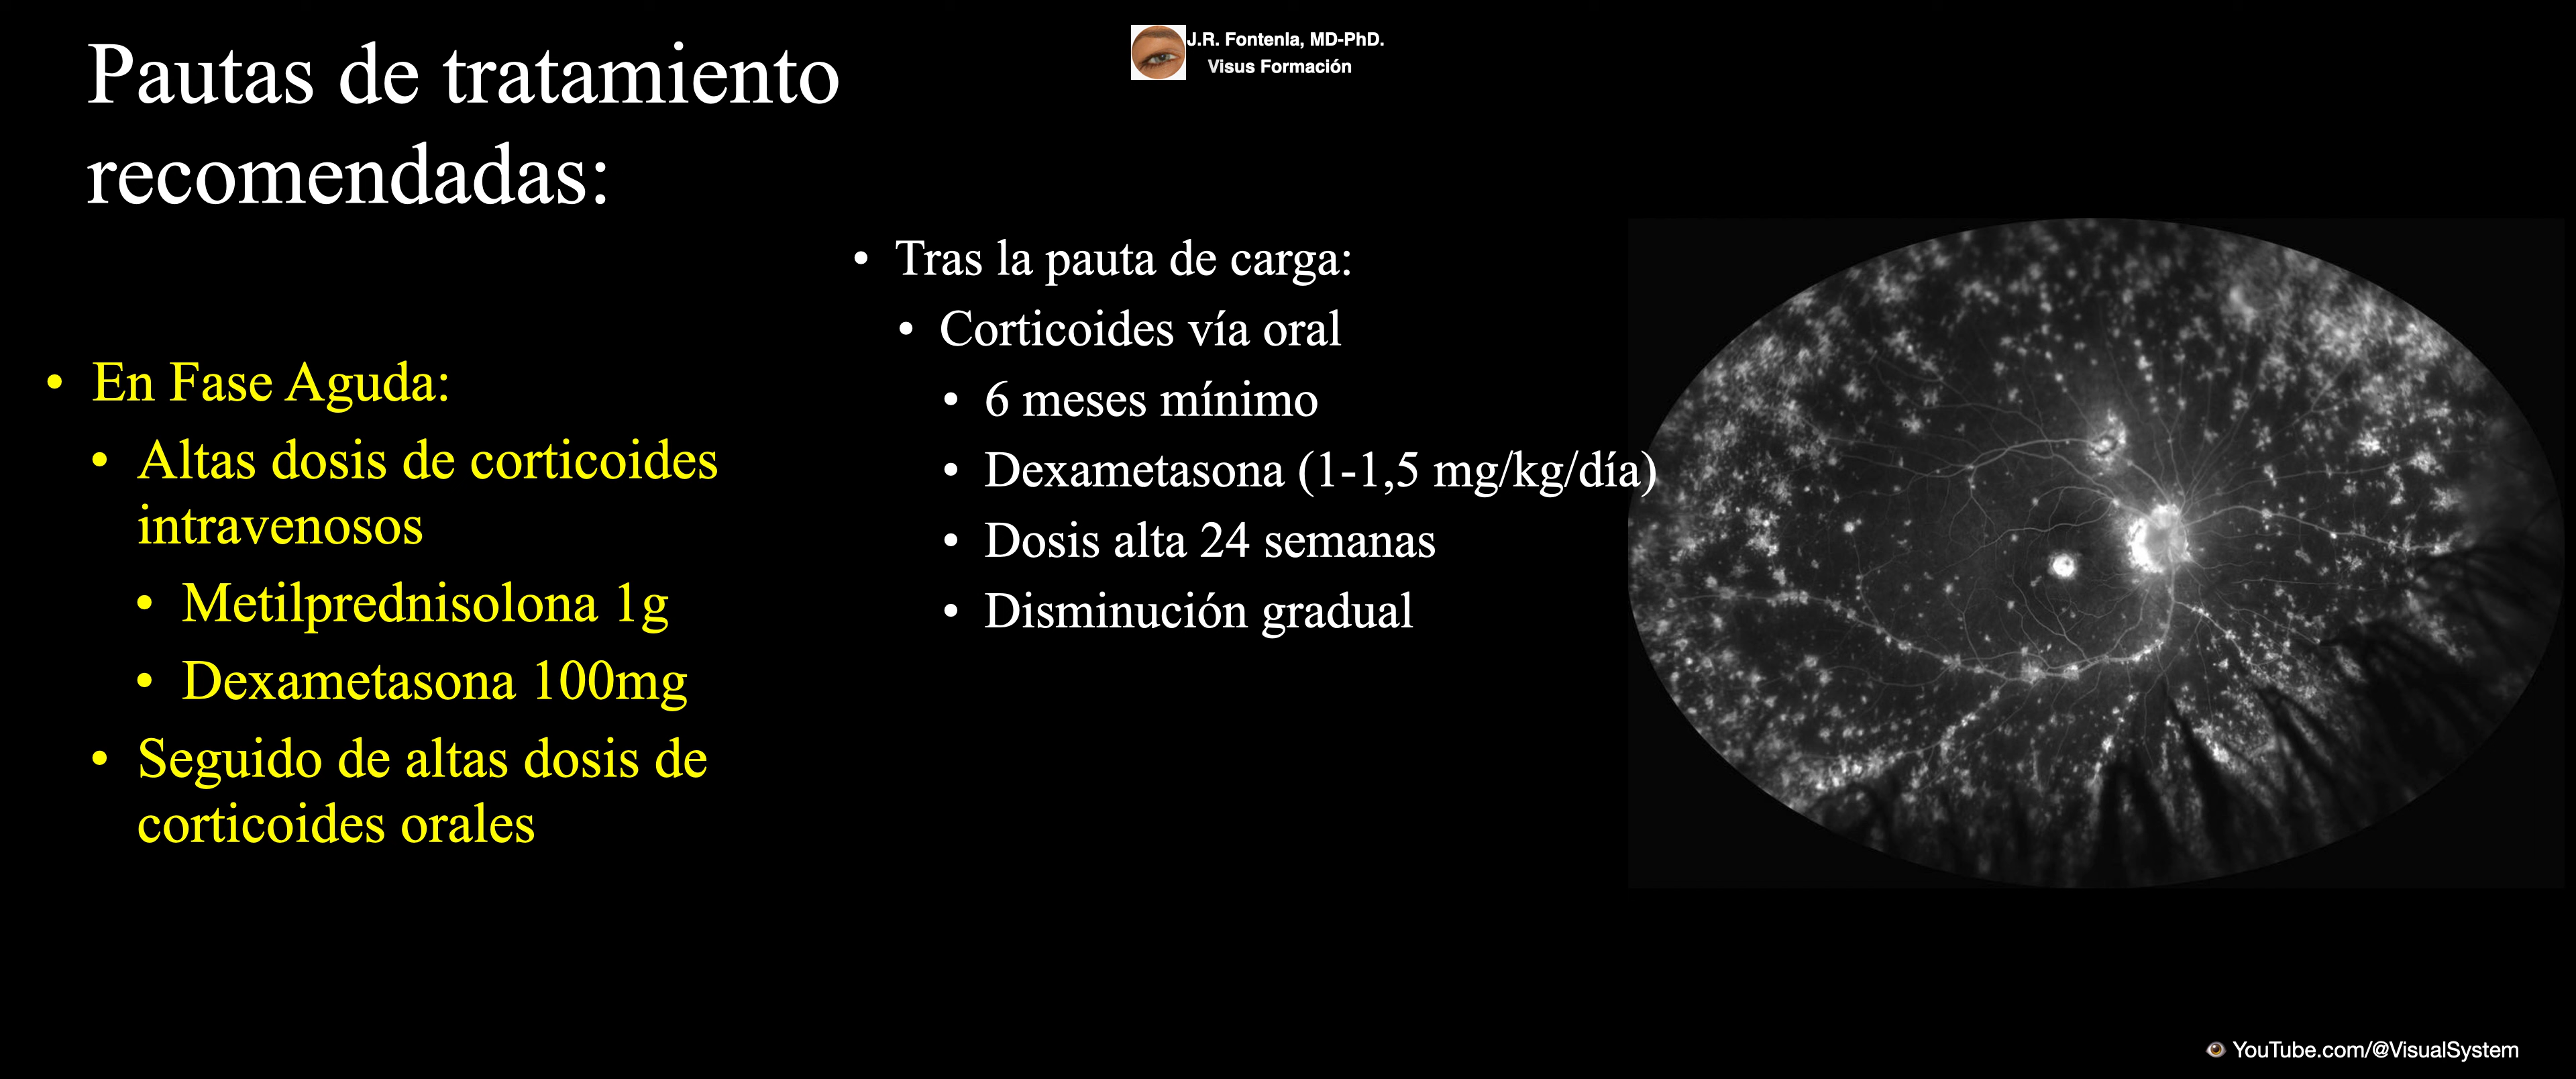 Pautas de tratamiento
recomendadas:
J.R. Fontenla, MD-PhD.
Visus Formación
• En Fase Aguda:
• Altas dosis de corticoides
intravenosos
• Metilprednisolona 1g
• Dexametasona 100mg
• Seguido de altas dosis de
corticoides orales
• Tras la pauta de carga:
• Corticoides vía oral
• 6 meses mínimo
• Dexametasona (1-1,5 mg/kg/día)
• Dosis alta 24 semanas
• Disminución gradual
YouTube.com/@VisualSystem